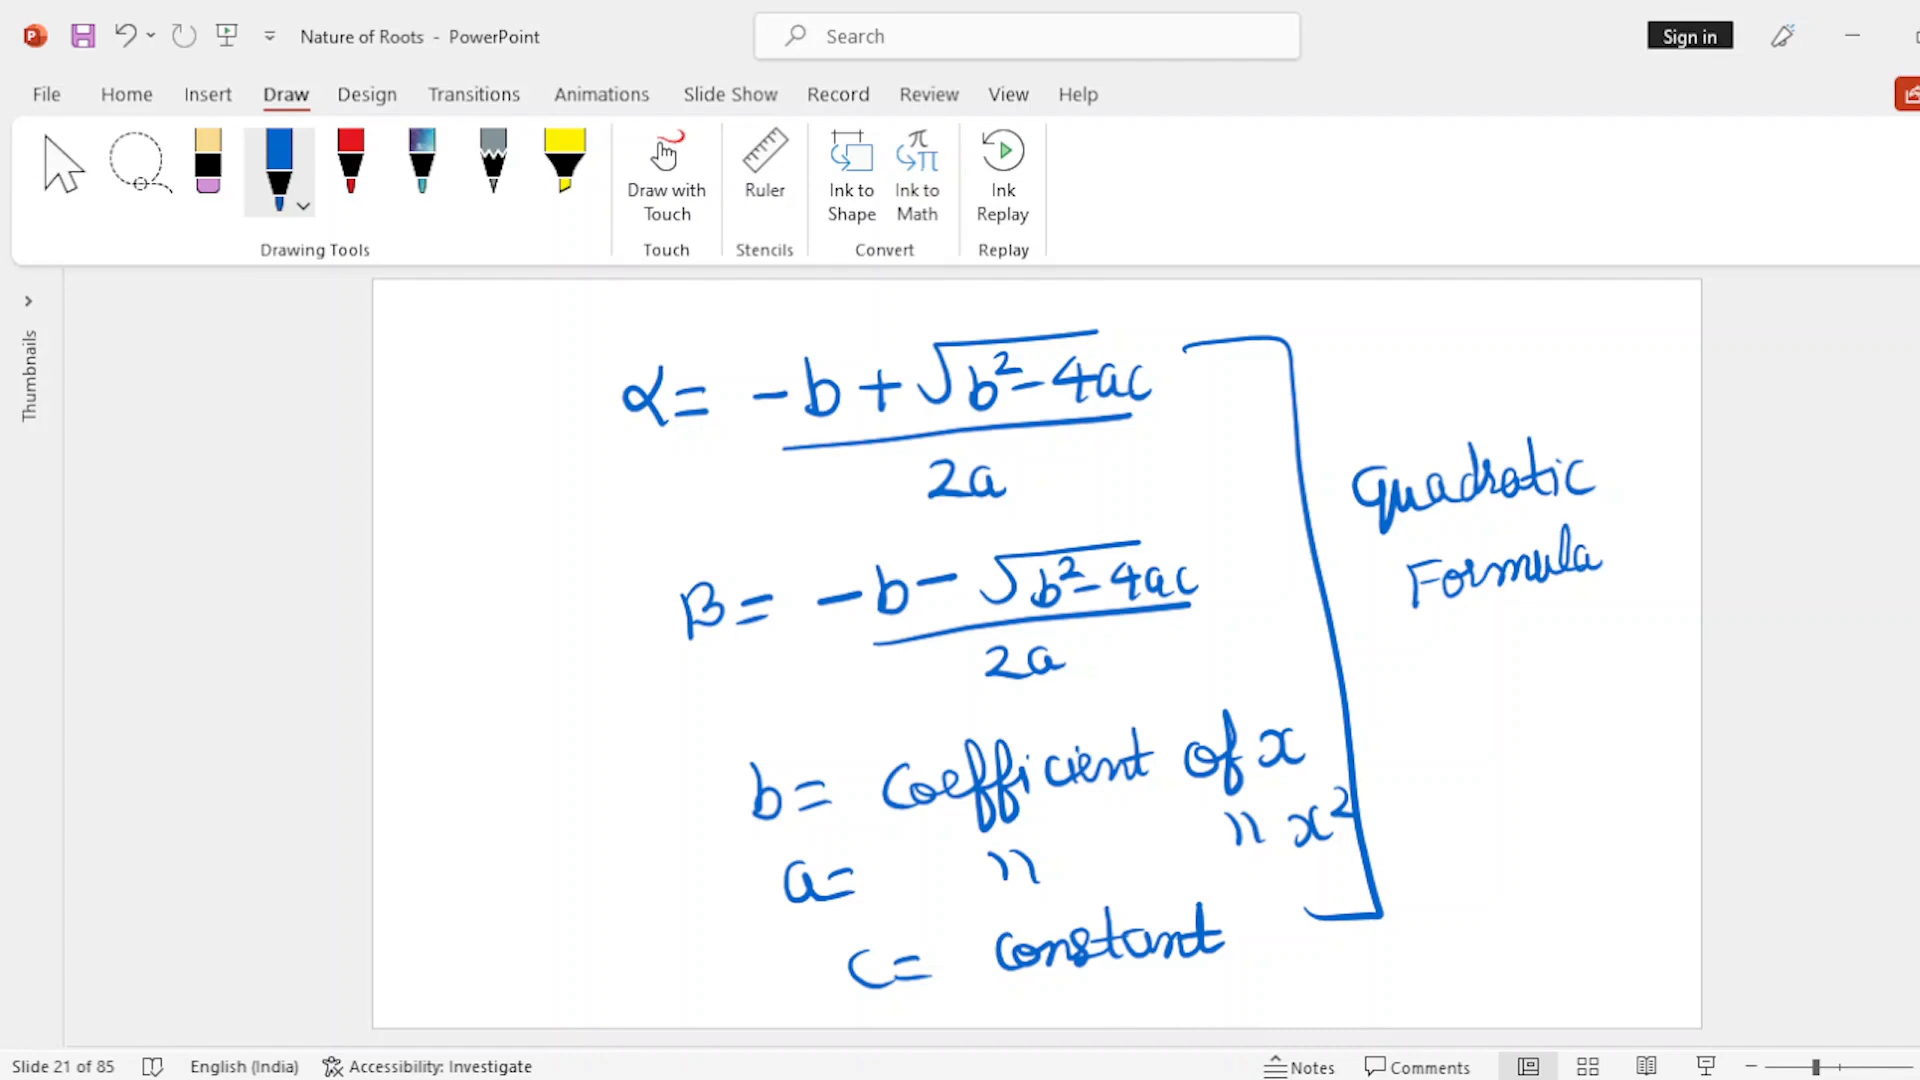 Nature of Roots - PowerPoint
Search
Sign in
File Home Insert Draw Design Transitions Animations Slide Show Record Review View Help
Draw with Touch
Ruler
Ink to Shape
Ink to Math
Ink Replay
Drawing Tools Touch Stencils Convert Replay
Thumbnails
α = -b + √b²-4ac
2a
β = -b - √b²-4ac
2a
Quadratic
Formula
b = coefficient of x
a = " " x²
c = constant
Slide 21 of 85 English (India) Accessibility: Investigate Notes Comments